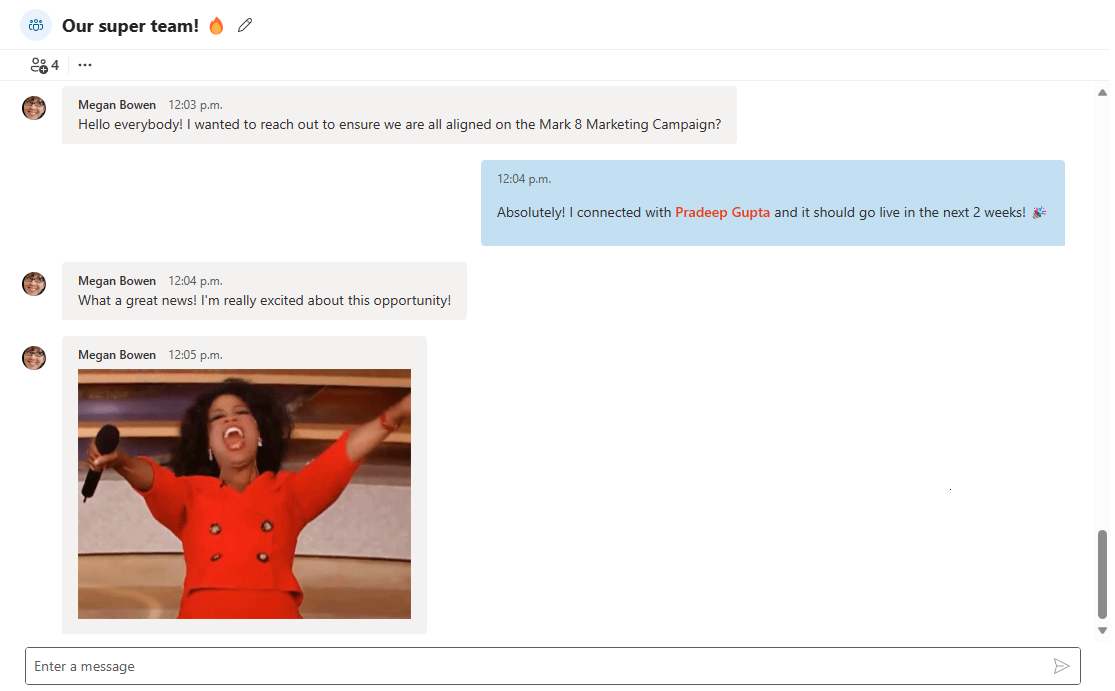 Our super team! 🔥
4
Megan Bowen 12:03 p.m.
Hello everybody! I wanted to reach out to ensure we are all aligned on the Mark 8 Marketing Campaign?
12:04 p.m.
Absolutely! I connected with Pradeep Gupta and it should go live in the next 2 weeks! 🎉
Megan Bowen 12:04 p.m.
What a great news! I'm really excited about this opportunity!
Megan Bowen 12:05 p.m.
Enter a message